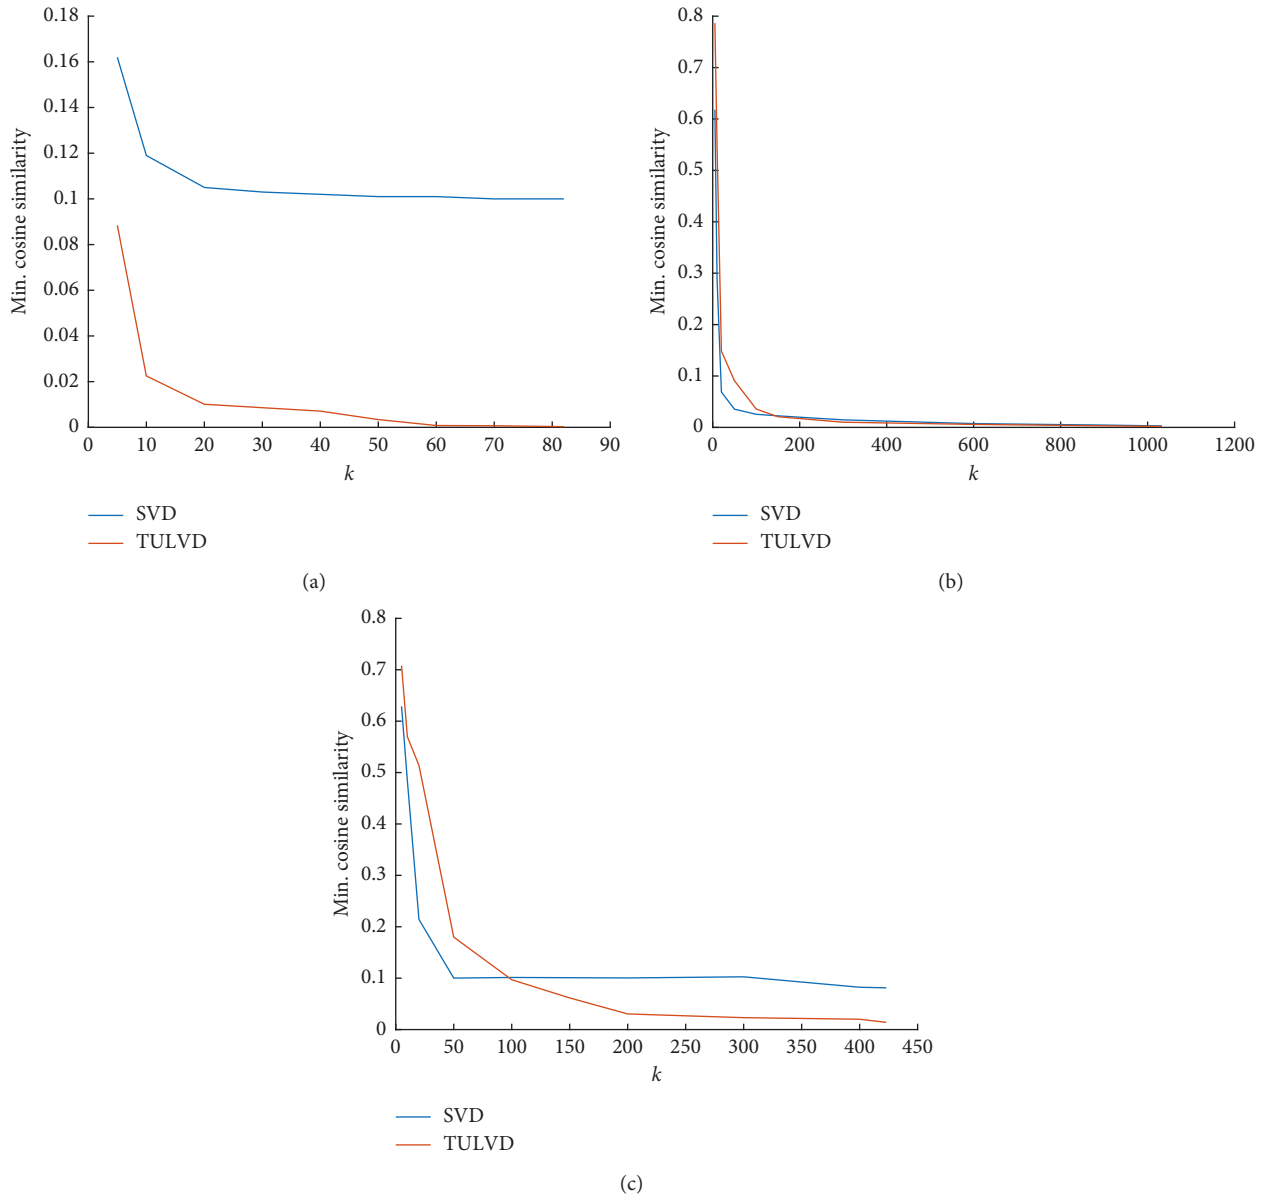 Min. cosine similarity
0.18
0.16
0.14
0.12
0.1
0.08
0.06
0.04
0.02
0
0 10 20 30 40 50 60 70 80 90
k
SVD
TULVD
(a)
Min. cosine similarity
0.8
0.7
0.6
0.5
0.4
0.3
0.2
0.1
0
0 200 400 600 800 1000 1200
k
SVD
TULVD
(b)
Min. cosine similarity
0.8
0.7
0.6
0.5
0.4
0.3
0.2
0.1
0
0 50 100 150 200 250 300 350 400 450
k
SVD
TULVD
(c)